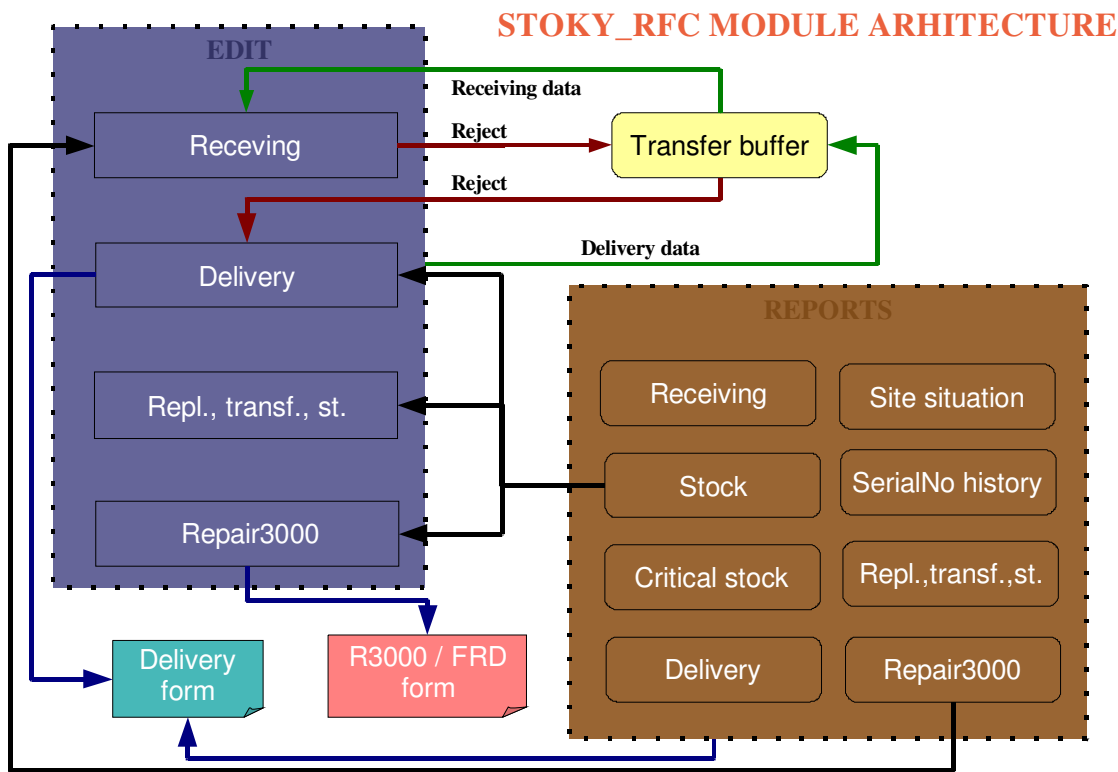 STOKY_RFC MODULE ARHITECTURE
EDIT
Receiving data
Receving
Reject
Transfer buffer
Reject
Delivery data
Delivery
REPORTS
Repl., transf., st.
Receiving
Site situation
Stock
SerialNo history
Repair3000
Critical stock
Repl.,transf.,st.
Delivery
form
R3000 / FRD
form
Delivery
Repair3000